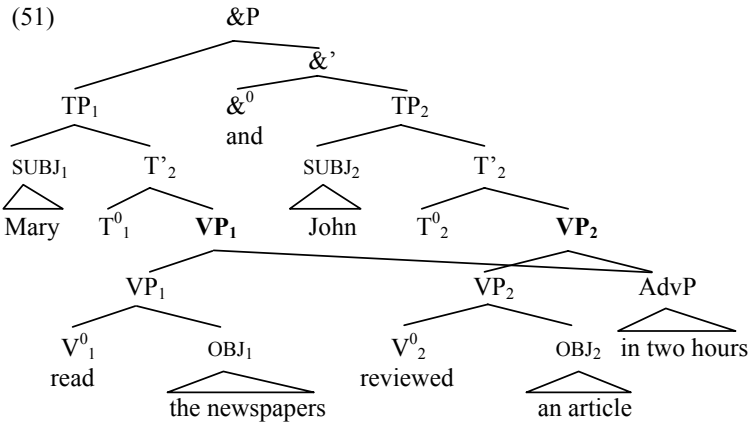 (51) &P
&’
TP₁ &⁰ TP₂
and
SUBJ₁ T’₂ SUBJ₂ T’₂
Mary T⁰₁ VP₁ John T⁰₂ VP₂
VP₁ VP₂ AdvP
V⁰₁ OBJ₁ V⁰₂ OBJ₂ in two hours
read reviewed
the newspapers an article